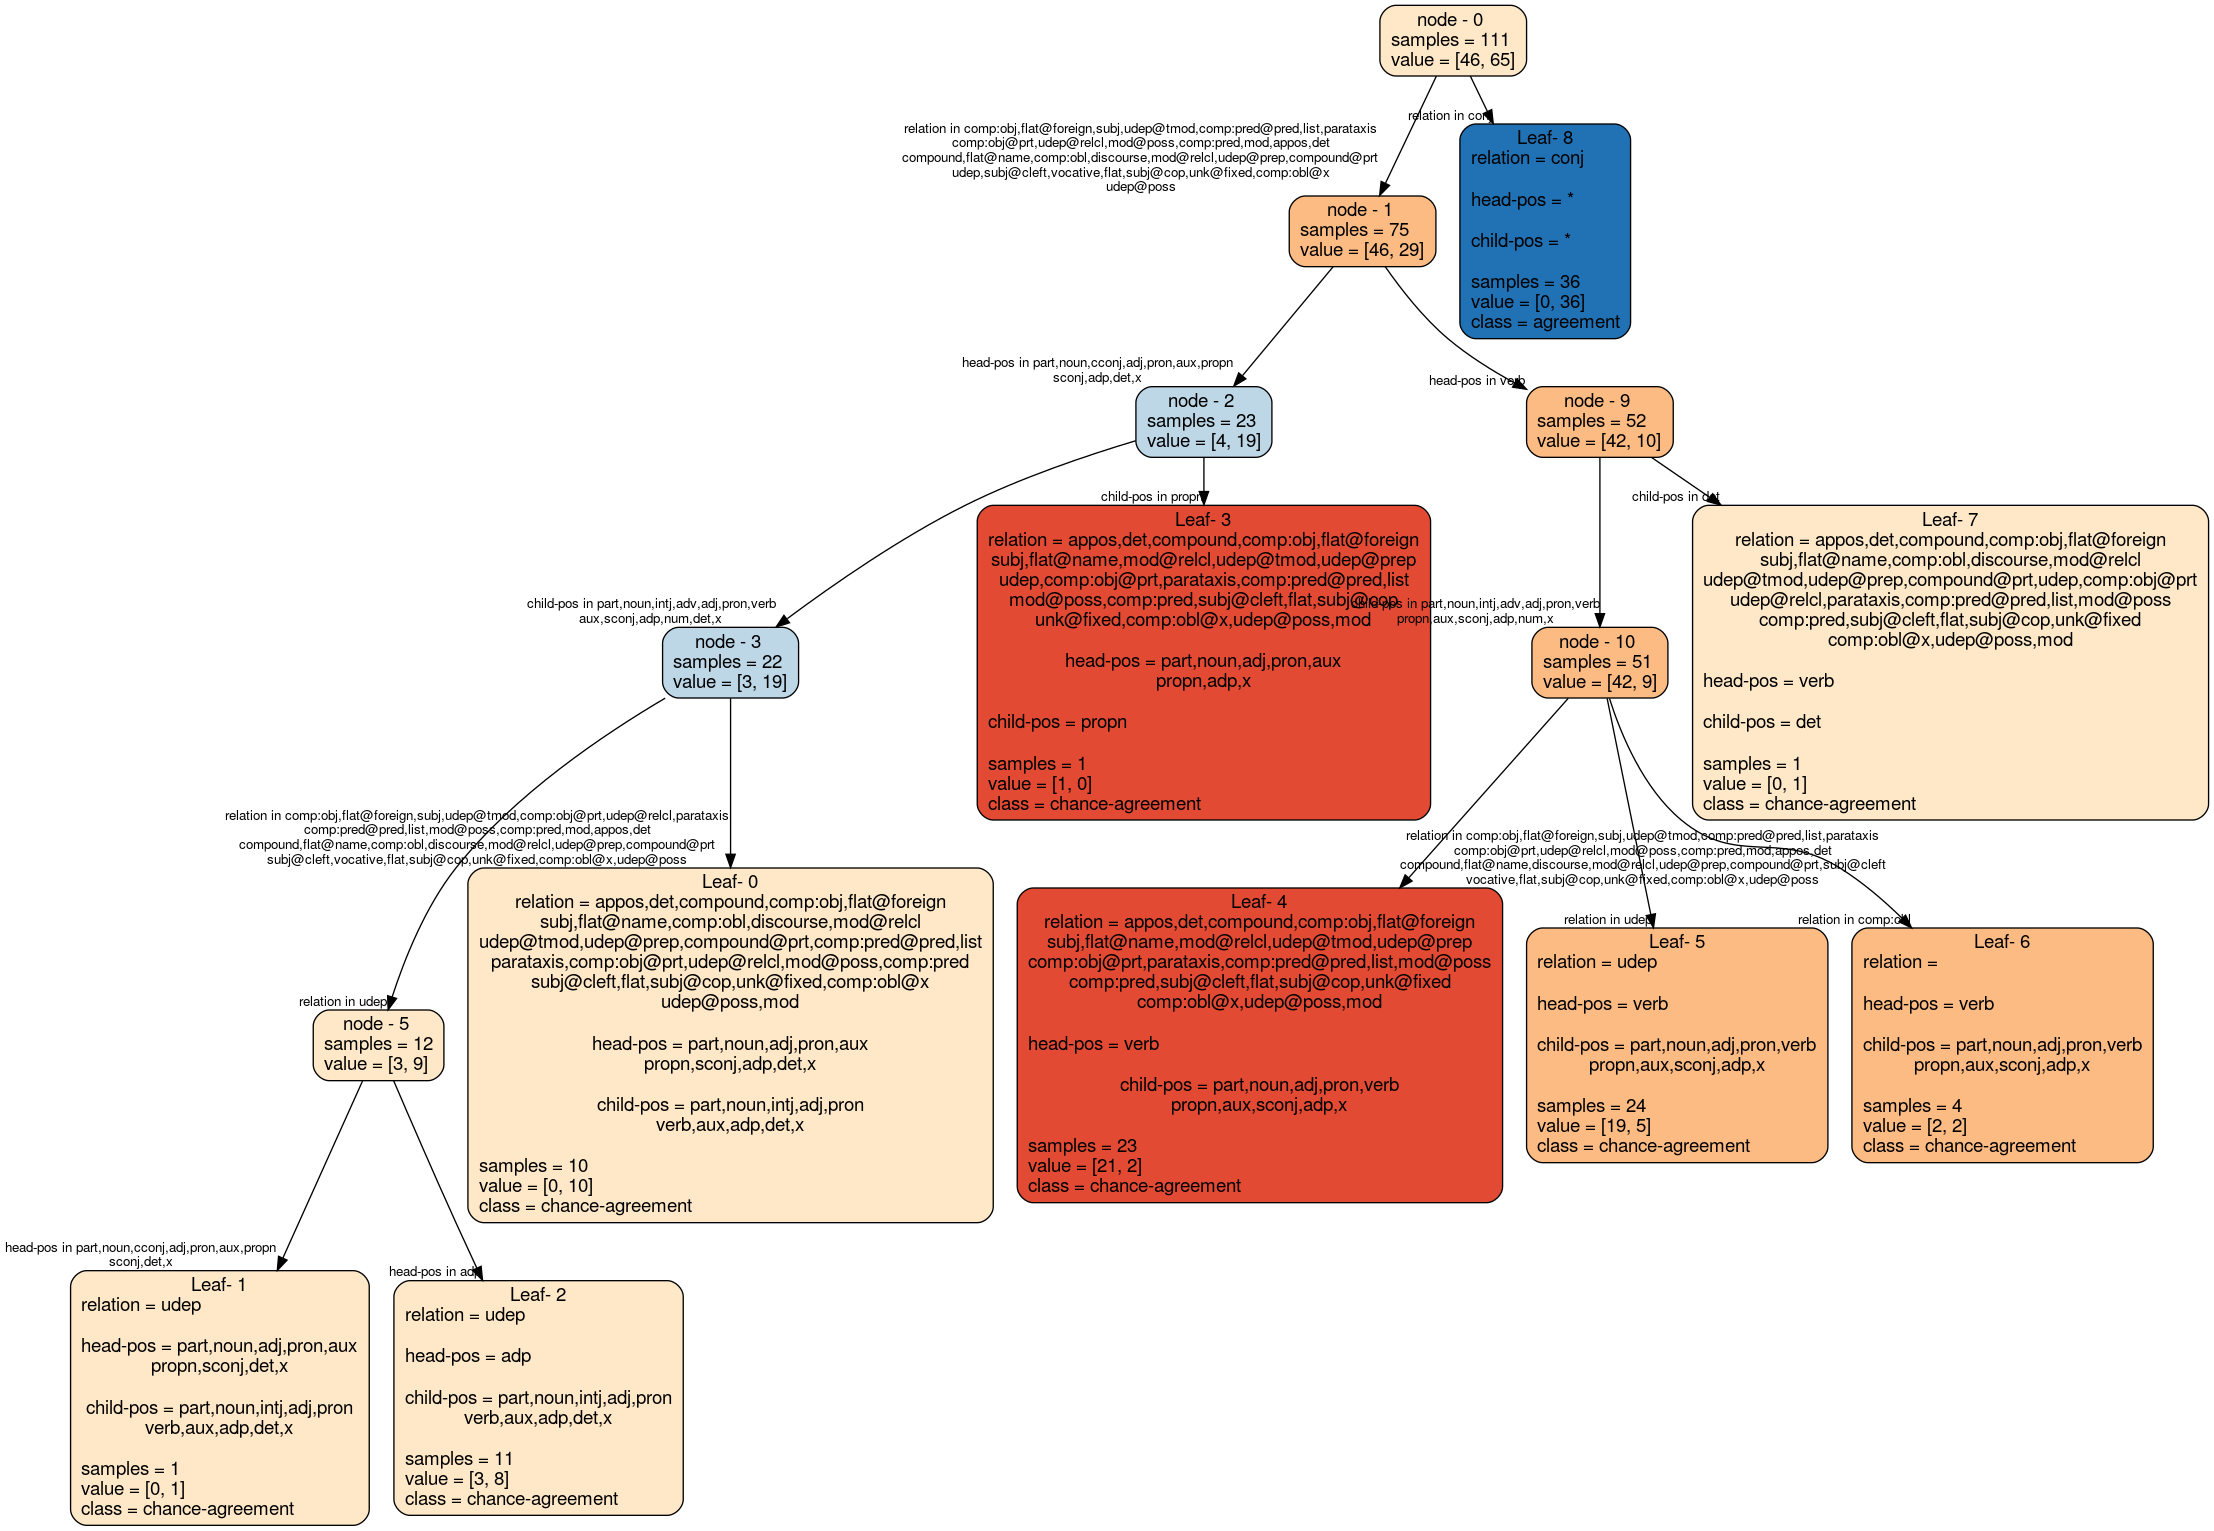 node - 0
samples = 111
value = [46, 65]
relation in comp:obj,flat@foreign,subj,udep@tmod,comp:pred@pred,list,parataxis
comp:obj@prt,udep@relcl,mod@poss,comp:pred,mod,appos,det
compound,flat@name,comp:obl,discourse,mod@relcl,udep@prep,compound@prt
udep,subj@cleft,vocative,flat,subj@cop,unk@fixed,comp:obl@x
udep@poss
relation in conj
Leaf- 8
relation = conj
head-pos = *
child-pos = *
samples = 36
value = [0, 36]
class = agreement
node - 1
samples = 75
value = [46, 29]
head-pos in part,noun,cconj,adj,pron,aux,propn
sconj,adp,det,x
head-pos in verb
node - 2
samples = 23
value = [4, 19]
node - 9
samples = 52
value = [42, 10]
child-pos in part,noun,intj,adv,adj,pron,verb
aux,sconj,adp,num,det,x
child-pos in propn
child-pos in part,noun,intj,adv,adj,pron,verb
propn,aux,sconj,adp,num,x
child-pos in det
node - 3
samples = 22
value = [3, 19]
Leaf- 3
relation = appos,det,compound,comp:obj,flat@foreign
subj,flat@name,mod@relcl,udep@tmod,udep@prep
udep,comp:obj@prt,parataxis,comp:pred@pred,list
mod@poss,comp:pred,subj@cleft,flat,subj@cop
unk@fixed,comp:obl@x,udep@poss,mod
head-pos = part,noun,adj,pron,aux
propn,adp,x
child-pos = propn
samples = 1
value = [1, 0]
class = chance-agreement
node - 10
samples = 51
value = [42, 9]
Leaf- 7
relation = appos,det,compound,comp:obj,flat@foreign
subj,flat@name,comp:obl,discourse,mod@relcl
udep@tmod,udep@prep,compound@prt,udep,comp:obj@prt
udep@relcl,parataxis,comp:pred@pred,list,mod@poss
comp:pred,subj@cleft,flat,subj@cop,unk@fixed
comp:obl@x,udep@poss,mod
head-pos = verb
child-pos = det
samples = 1
value = [0, 1]
class = chance-agreement
relation in comp:obj,flat@foreign,subj,udep@tmod,comp:obj@prt,udep@relcl,parataxis
comp:pred@pred,list,mod@poss,comp:pred,mod,appos,det
compound,flat@name,comp:obl,discourse,mod@relcl,udep@prep,compound@prt
subj@cleft,vocative,flat,subj@cop,unk@fixed,comp:obl@x,udep@poss
relation in udep
relation in comp:obj,flat@foreign,subj,udep@tmod,comp:pred@pred,list,parataxis
comp:obj@prt,udep@relcl,mod@poss,comp:pred,mod,appos,det
compound,flat@name,discourse,mod@relcl,udep@prep,compound@prt,subj@cleft
vocative,flat,subj@cop,unk@fixed,comp:obl@x,udep@poss
relation in udep
relation in comp:obl
node - 5
samples = 12
value = [3, 9]
Leaf- 0
relation = appos,det,compound,comp:obj,flat@foreign
subj,flat@name,comp:obl,discourse,mod@relcl
udep@tmod,udep@prep,compound@prt,comp:pred@pred,list
parataxis,comp:obj@prt,udep@relcl,mod@poss,comp:pred
subj@cleft,flat,subj@cop,unk@fixed,comp:obl@x
udep@poss,mod
head-pos = part,noun,adj,pron,aux
propn,sconj,adp,det,x
child-pos = part,noun,intj,adj,pron
verb,aux,adp,det,x
samples = 10
value = [0, 10]
class = chance-agreement
Leaf- 4
relation = appos,det,compound,comp:obj,flat@foreign
subj,flat@name,mod@relcl,udep@tmod,udep@prep
comp:obj@prt,parataxis,comp:pred@pred,list,mod@poss
comp:pred,subj@cleft,flat,subj@cop,unk@fixed
comp:obl@x,udep@poss,mod
head-pos = verb
child-pos = part,noun,adj,pron,verb
propn,aux,sconj,adp,x
samples = 23
value = [21, 2]
class = chance-agreement
Leaf- 5
relation = udep
head-pos = verb
child-pos = part,noun,adj,pron,verb
propn,aux,sconj,adp,x
samples = 24
value = [19, 5]
class = chance-agreement
Leaf- 6
relation =
head-pos = verb
child-pos = part,noun,adj,pron,verb
propn,aux,sconj,adp,x
samples = 4
value = [2, 2]
class = chance-agreement
head-pos in part,noun,cconj,adj,pron,aux,propn
sconj,det,x
head-pos in adp
Leaf- 1
relation = udep
head-pos = part,noun,adj,pron,aux
propn,sconj,det,x
child-pos = part,noun,intj,adj,pron
verb,aux,adp,det,x
samples = 1
value = [0, 1]
class = chance-agreement
Leaf- 2
relation = udep
head-pos = adp
child-pos = part,noun,intj,adj,pron
verb,aux,adp,det,x
samples = 11
value = [3, 8]
class = chance-agreement